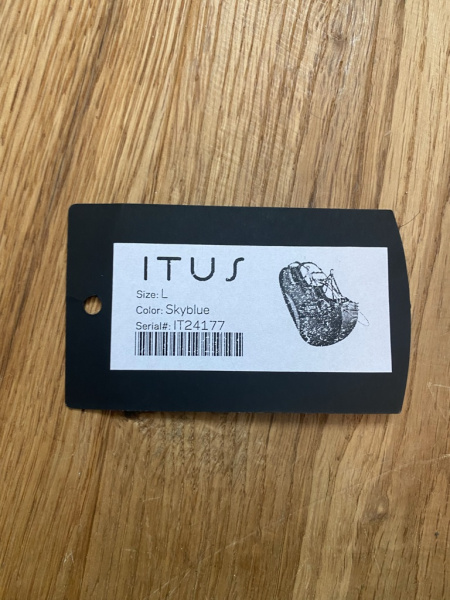 ITUS
Size: L
Color: Skyblue
Serial#: IT24177